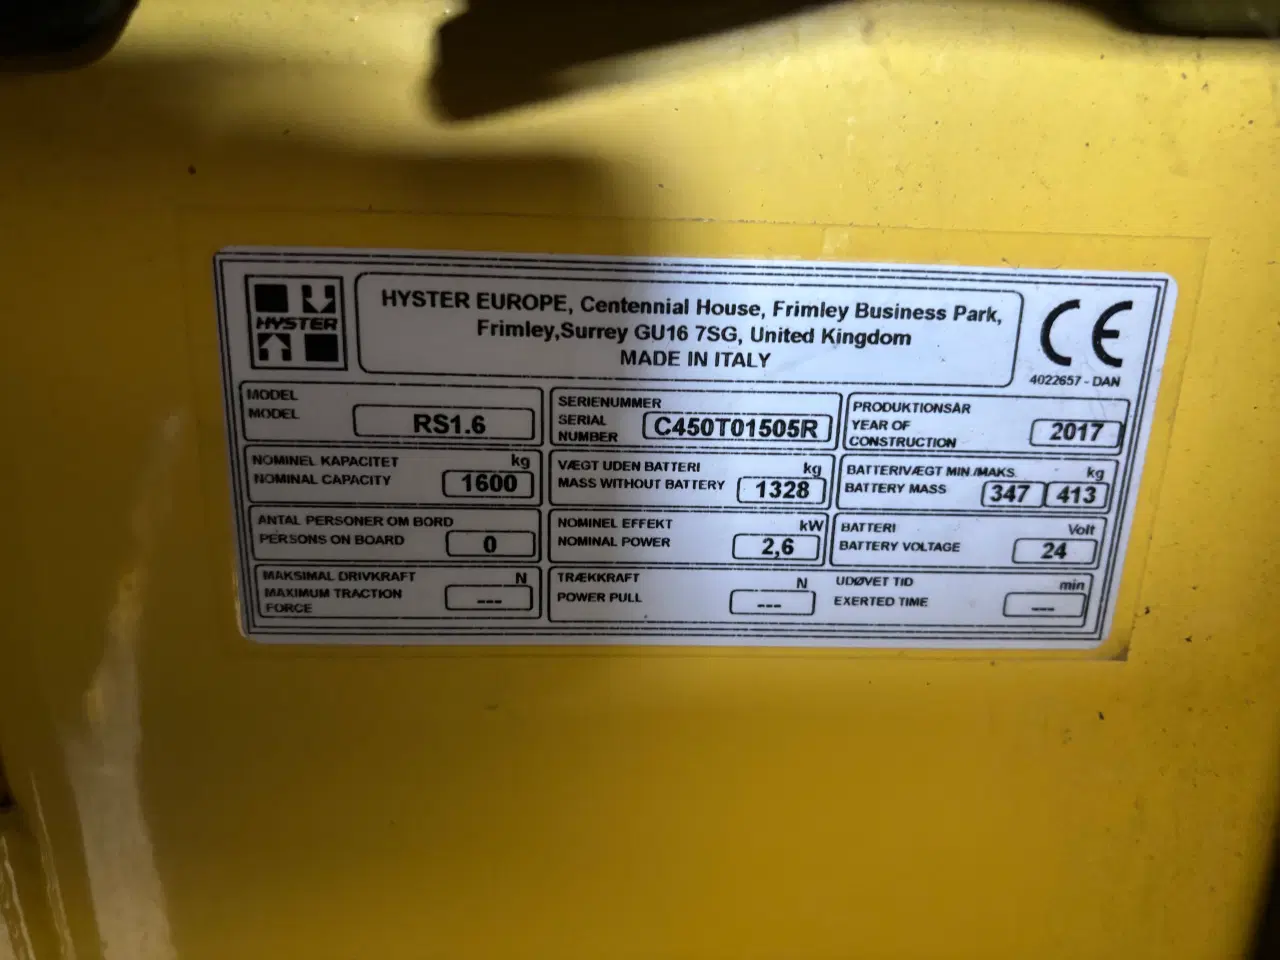 HYSTER
HYSTER EUROPE, Centennial House, Frimley Business Park,
Frimley,Surrey GU16 7SG, United Kingdom
MADE IN ITALY
CE
4022657 - DAN
MODEL
MODEL
RS1.6
SERIENUMMER
SERIAL
NUMBER
C450T01505R
PRODUKTIONSÅR
YEAR OF
CONSTRUCTION
2017
NOMINEL KAPACITET kg
NOMINAL CAPACITY 1600
VÆGT UDEN BATTERI kg
MASS WITHOUT BATTERY 1328
BATTERIVÆGT MIN /MAKS kg
BATTERY MASS 347 413
ANTAL PERSONER OM BORD
PERSONS ON BOARD 0
NOMINEL EFFEKT kW
NOMINAL POWER 2,6
BATTERI Volt
BATTERY VOLTAGE 24
MAKSIMAL DRIVKRAFT N
MAXIMUM TRACTION
FORCE
---
TRÆKKRAFT N
POWER PULL ---
UDØVET TID min
EXERTED TIME ---